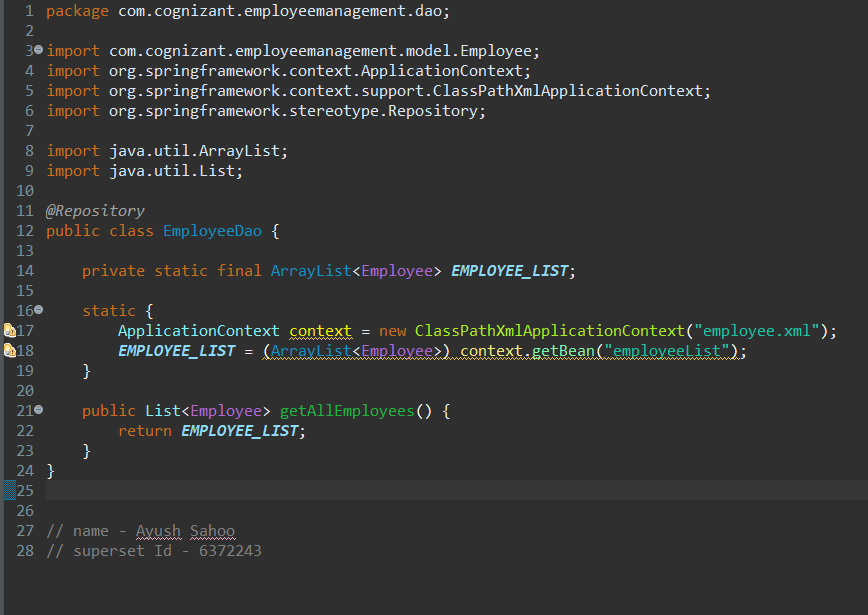 1 package com.cognizant.employeemanagement.dao;
2
3 import com.cognizant.employeemanagement.model.Employee;
4 import org.springframework.context.ApplicationContext;
5 import org.springframework.context.support.ClassPathXmlApplicationContext;
6 import org.springframework.stereotype.Repository;
7
8 import java.util.ArrayList;
9 import java.util.List;
10
11 @Repository
12 public class EmployeeDao {
13
14     private static final ArrayList<Employee> EMPLOYEE_LIST;
15
16     static {
17         ApplicationContext context = new ClassPathXmlApplicationContext("employee.xml");
18         EMPLOYEE_LIST = (ArrayList<Employee>) context.getBean("employeeList");
19     }
20
21     public List<Employee> getAllEmployees() {
22         return EMPLOYEE_LIST;
23     }
24 }
25
26
27 // name - Ayush Sahoo
28 // superset Id - 6372243